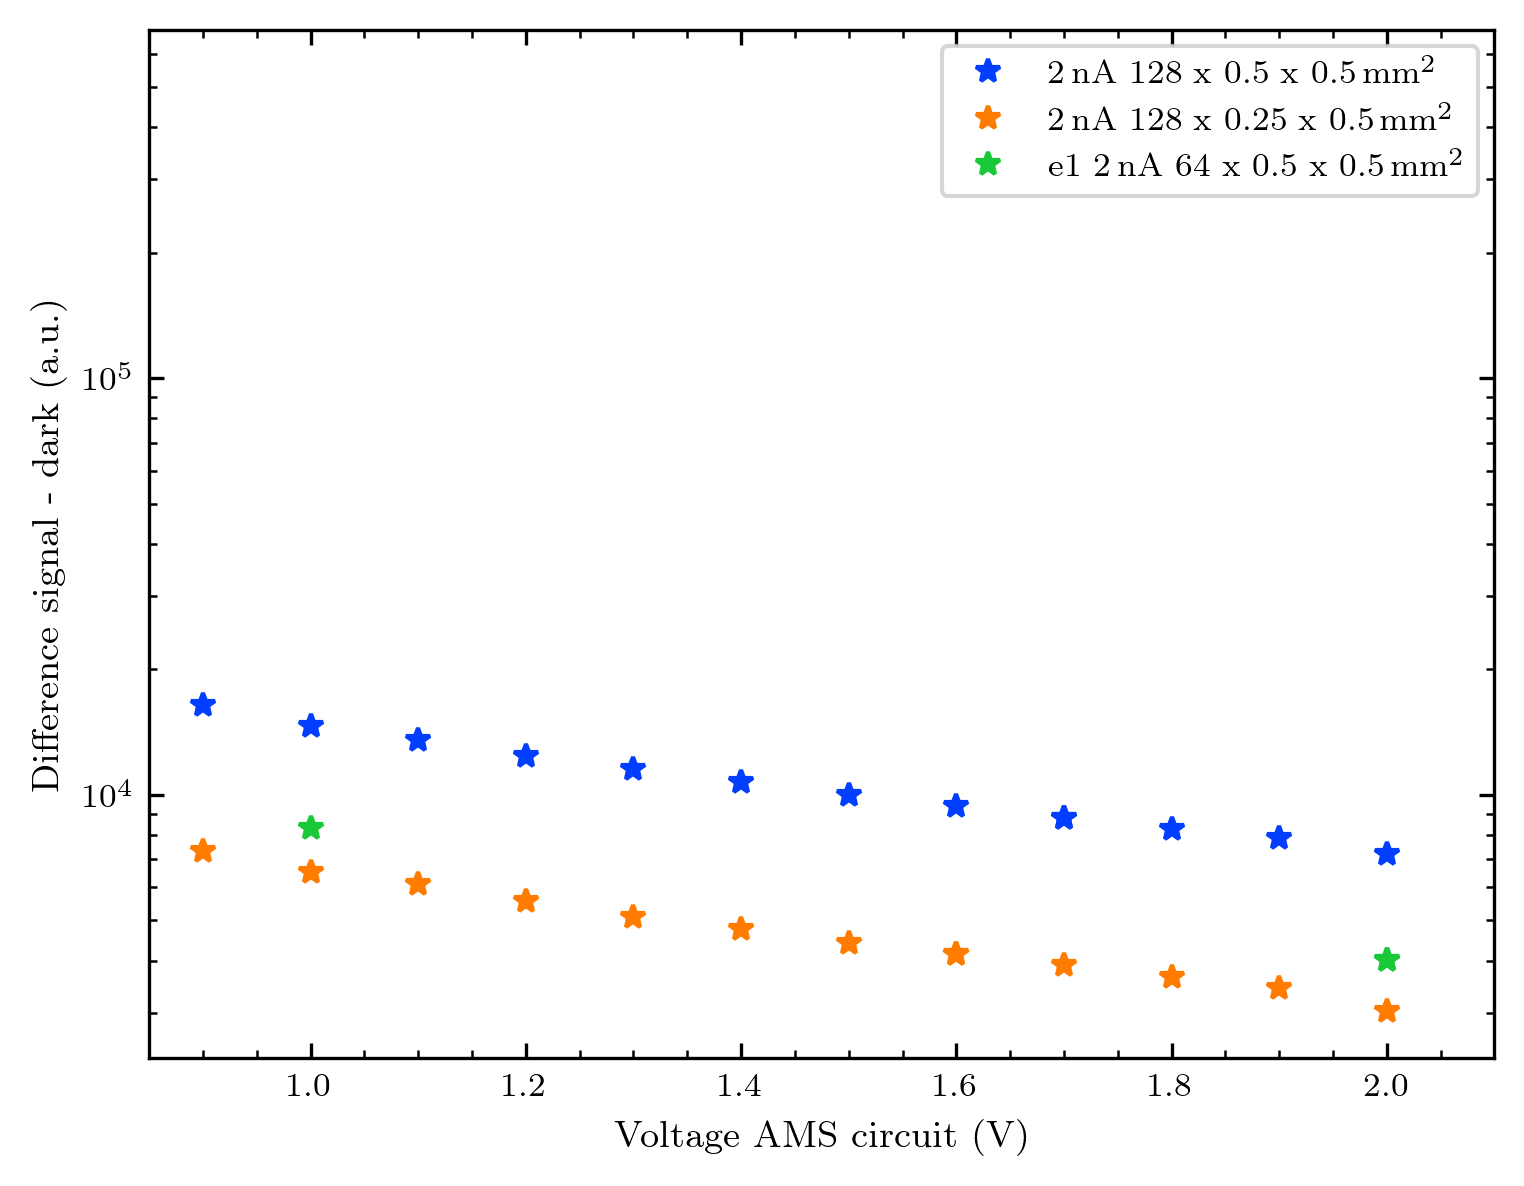 2 nA 128 x 0.5 x 0.5 mm²
2 nA 128 x 0.25 x 0.5 mm²
e1 2 nA 64 x 0.5 x 0.5 mm²
Difference signal - dark (a.u.)
10⁵
10⁴
1.0 1.2 1.4 1.6 1.8 2.0
Voltage AMS circuit (V)